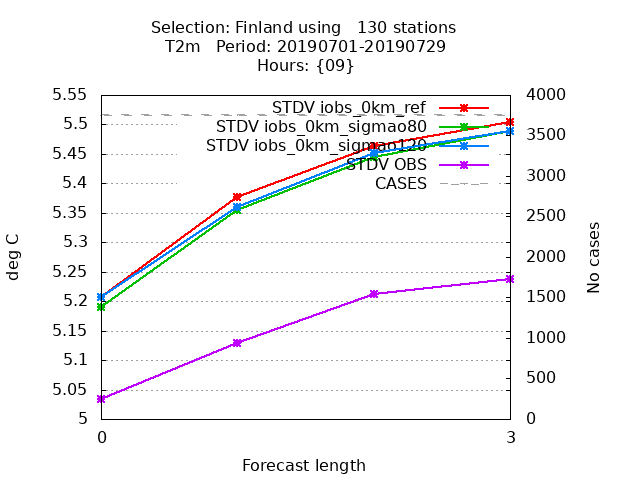 Selection: Finland using   130 stations
T2m   Period: 20190701-20190729
Hours: {09}
STDV iobs_0km_ref
STDV iobs_0km_sigmao80
STDV iobs_0km_sigmao120
STDV OBS
CASES
5.55
5.5
5.45
5.4
5.35
5.3
5.25
5.2
5.15
5.1
5.05
5
deg C
4000
3500
3000
2500
2000
1500
1000
500
0
No cases
0
3
Forecast length